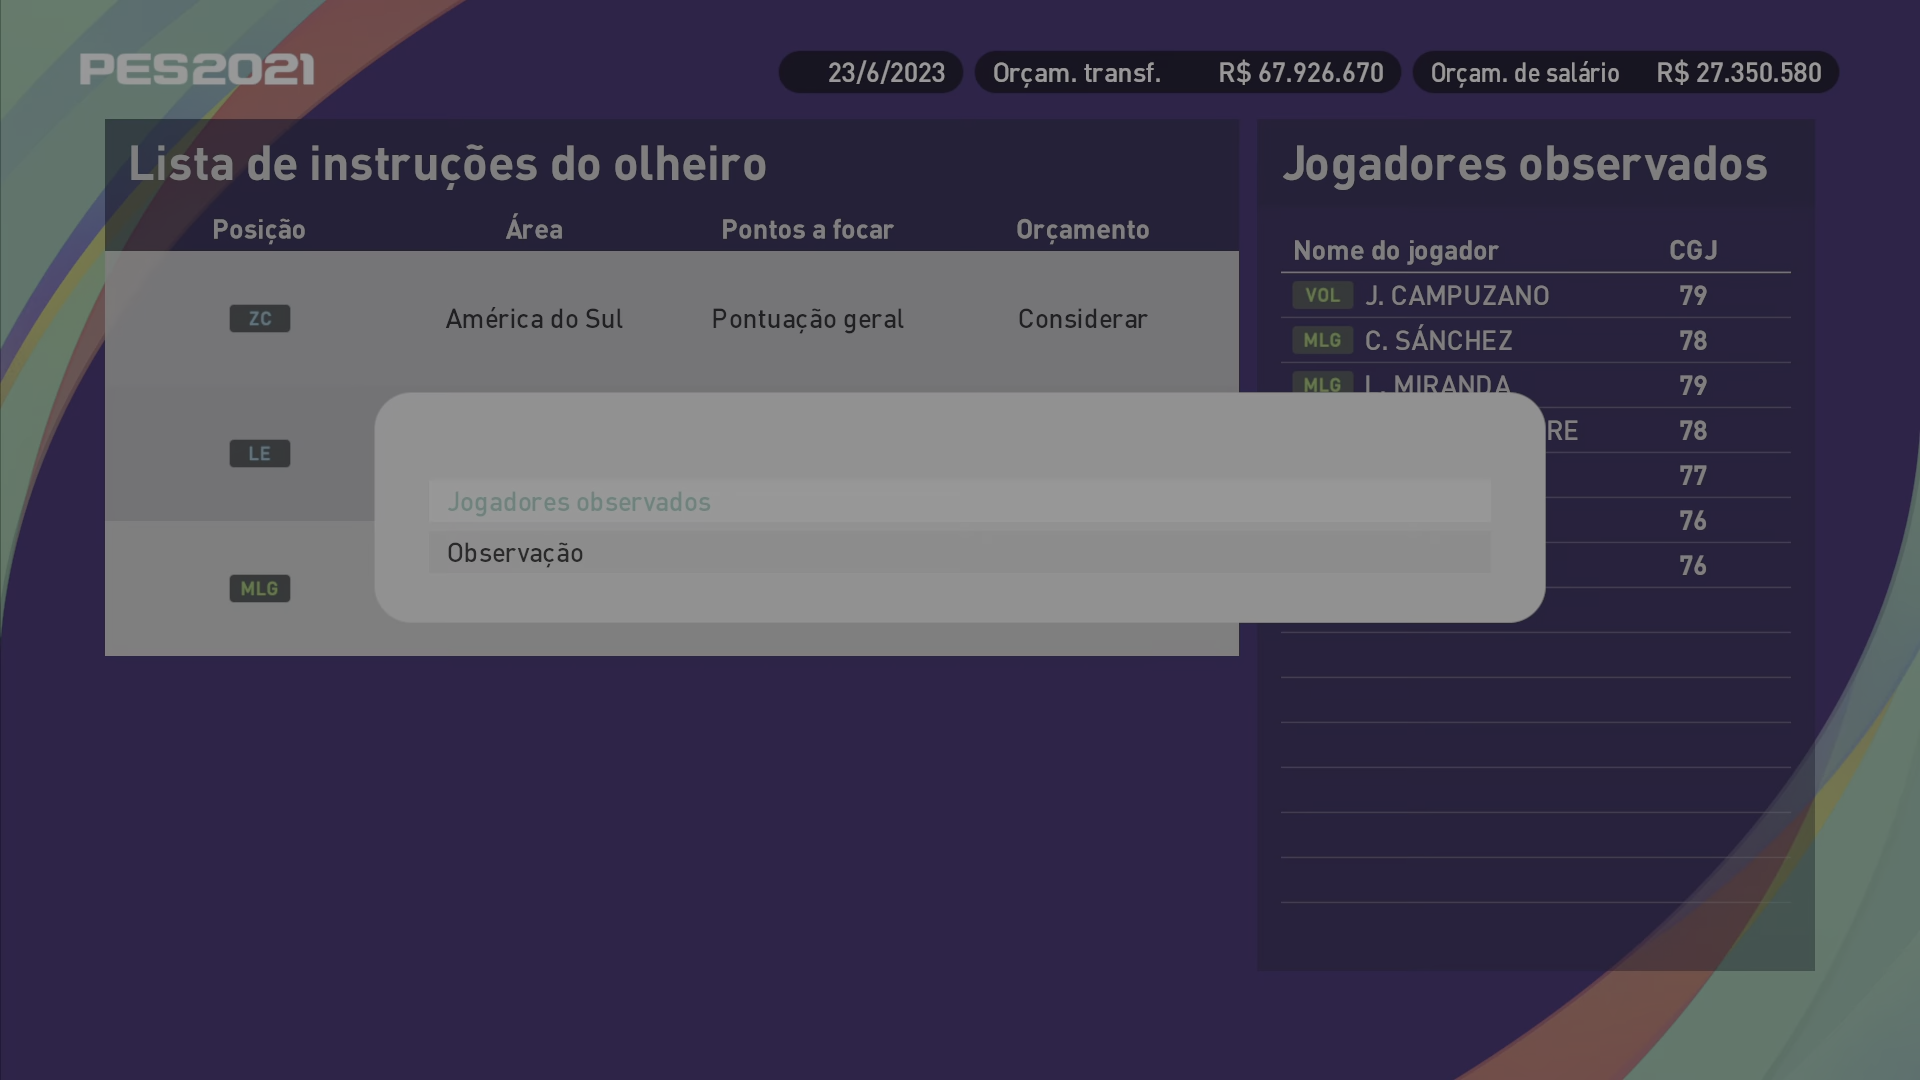 PES2021
23/6/2023
Orçam. transf. R$ 67.926.670
Orçam. de salário R$ 27.350.580
Lista de instruções do olheiro
Posição Área Pontos a focar Orçamento
ZC América do Sul Pontuação geral Considerar
LE
MLG
Jogadores observados
Observação
Jogadores observados
Nome do jogador CGJ
VOL J. CAMPUZANO 79
MLG C. SÁNCHEZ 78
MLG L. MIRANDA 79
RE 78
77
76
76